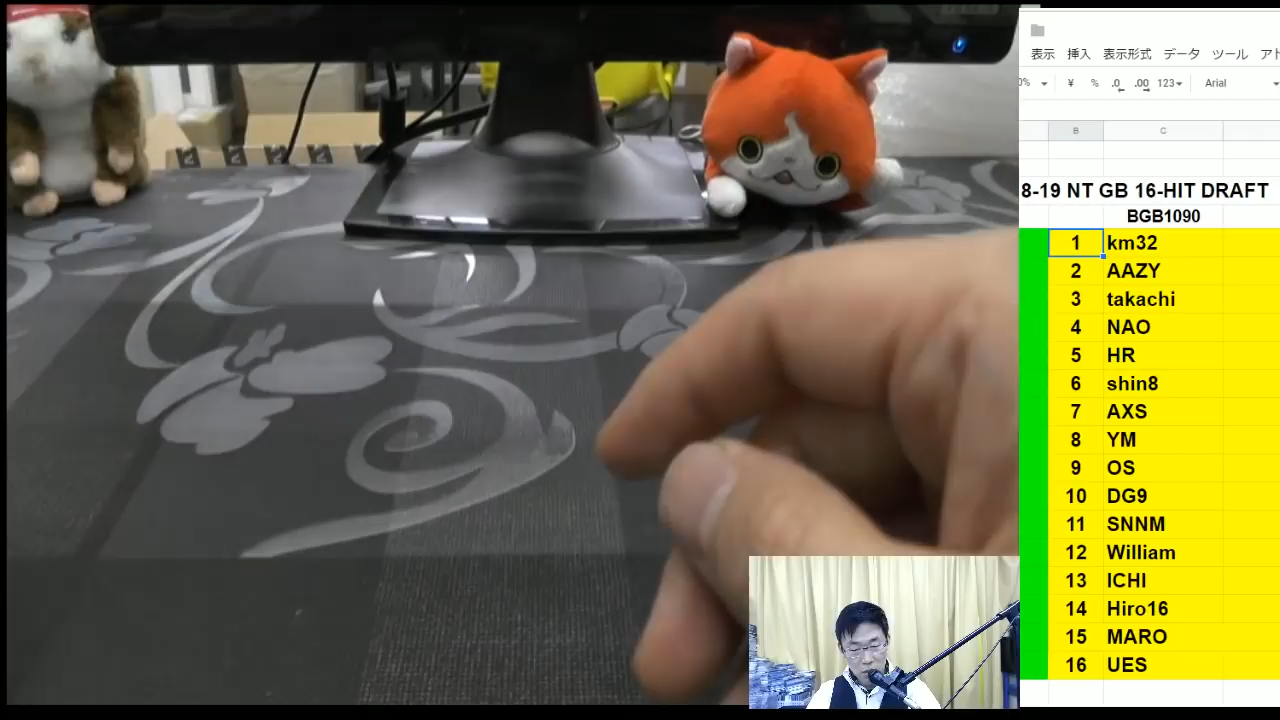 表示 挿入 表示形式 データ ツール アト
0% ¥ % .0 .00 123 Arial
B C
8-19 NT GB 16-HIT DRAFT
BGB1090
1 km32
2 AAZY
3 takachi
4 NAO
5 HR
6 shin8
7 AXS
8 YM
9 OS
10 DG9
11 SNNM
12 William
13 ICHI
14 Hiro16
15 MARO
16 UES